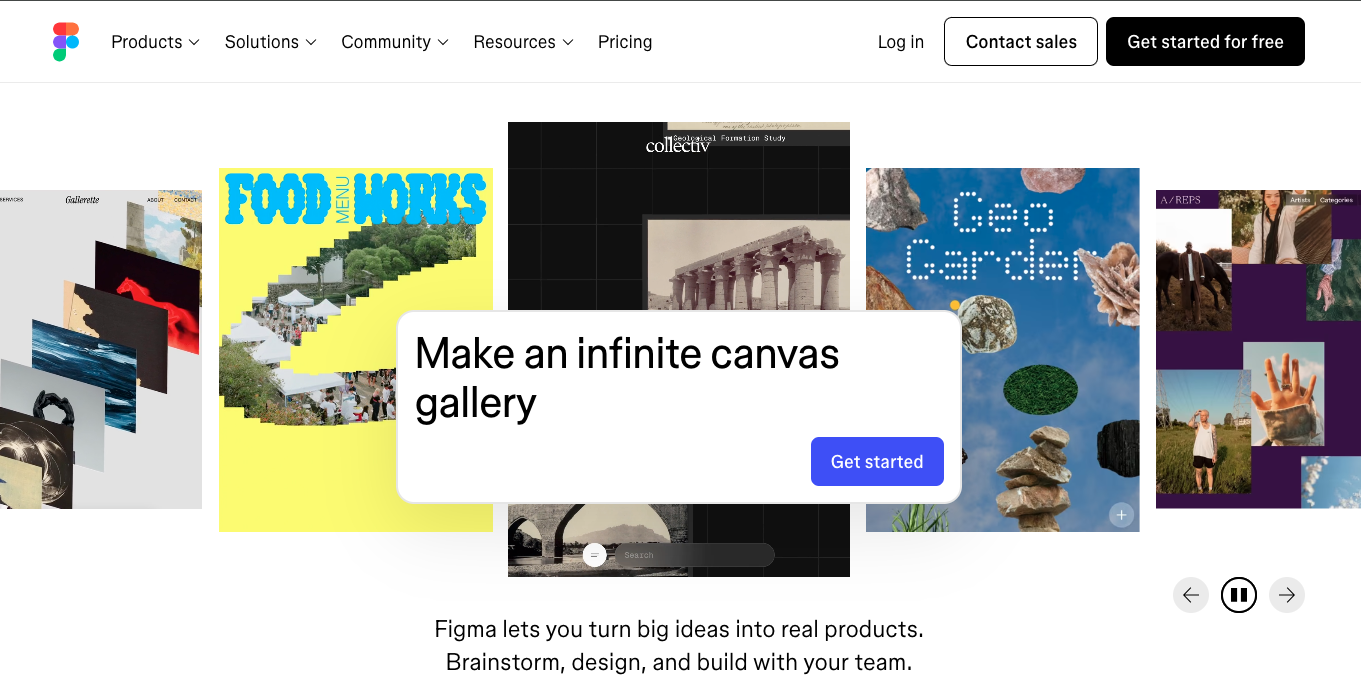 Products
Solutions
Community
Resources
Pricing
Log in
Contact sales
Get started for free
SERVICES
Gallerette
ABOUT
CONTACT
FOOD MENU WORKS
Geological Formation Study
collectiv
Geo
Garden
A/REPS
Artists
Categories
Make an infinite canvas
gallery
Get started
Search
Figma lets you turn big ideas into real products.
Brainstorm, design, and build with your team.